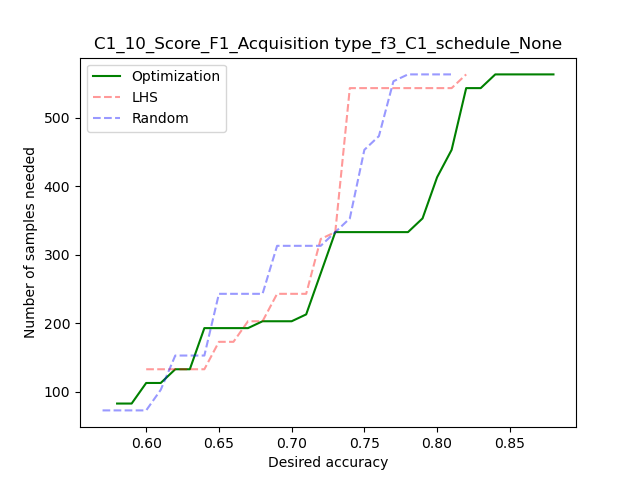 C1_10_Score_F1_Acquisition type_f3_C1_schedule_None
Optimization
LHS
Random
Number of samples needed
500
400
300
200
100
0.60 0.65 0.70 0.75 0.80 0.85
Desired accuracy